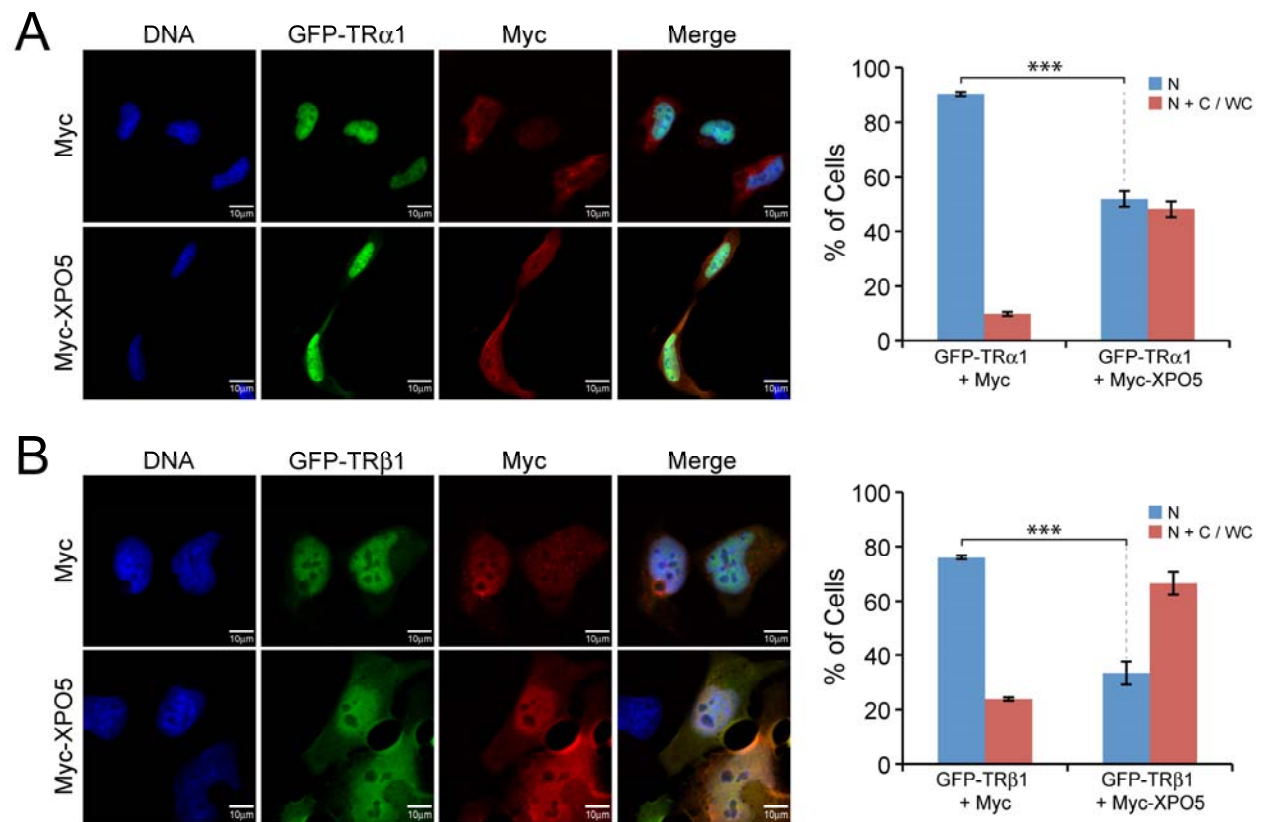 A
DNA GFP-TRα1 Myc Merge
Myc
10µm 10µm 10µm 10µm
Myc-XPO5
10µm 10µm 10µm 10µm
100
80
60
40
20
0
% of Cells
***
N
N + C / WC
GFP-TRα1
+ Myc
GFP-TRα1
+ Myc-XPO5
B
DNA GFP-TRβ1 Myc Merge
Myc
10µm 10µm 10µm 10µm
Myc-XPO5
10µm 10µm 10µm 10µm
100
80
60
40
20
0
% of Cells
***
N
N + C / WC
GFP-TRβ1
+ Myc
GFP-TRβ1
+ Myc-XPO5